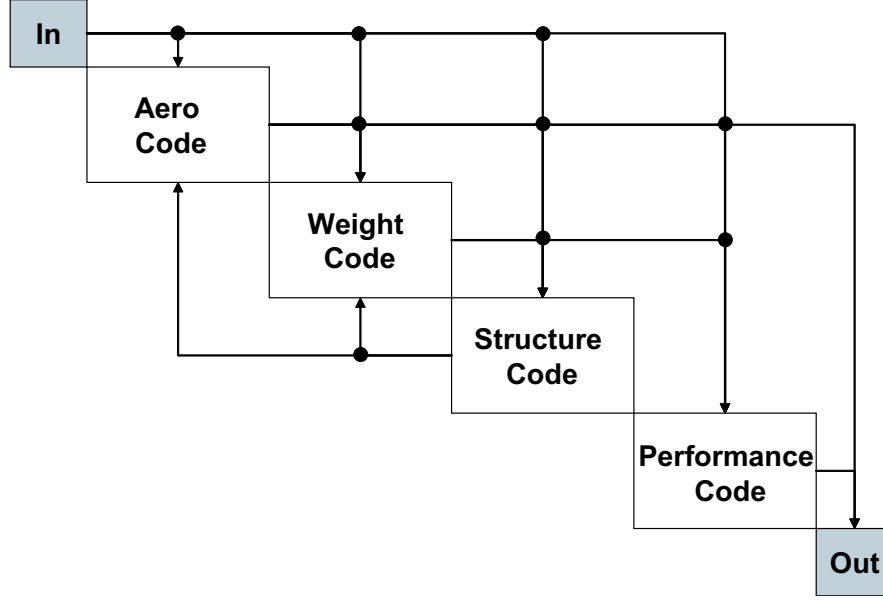 In
Aero
Code
Weight
Code
Structure
Code
Performance
Code
Out